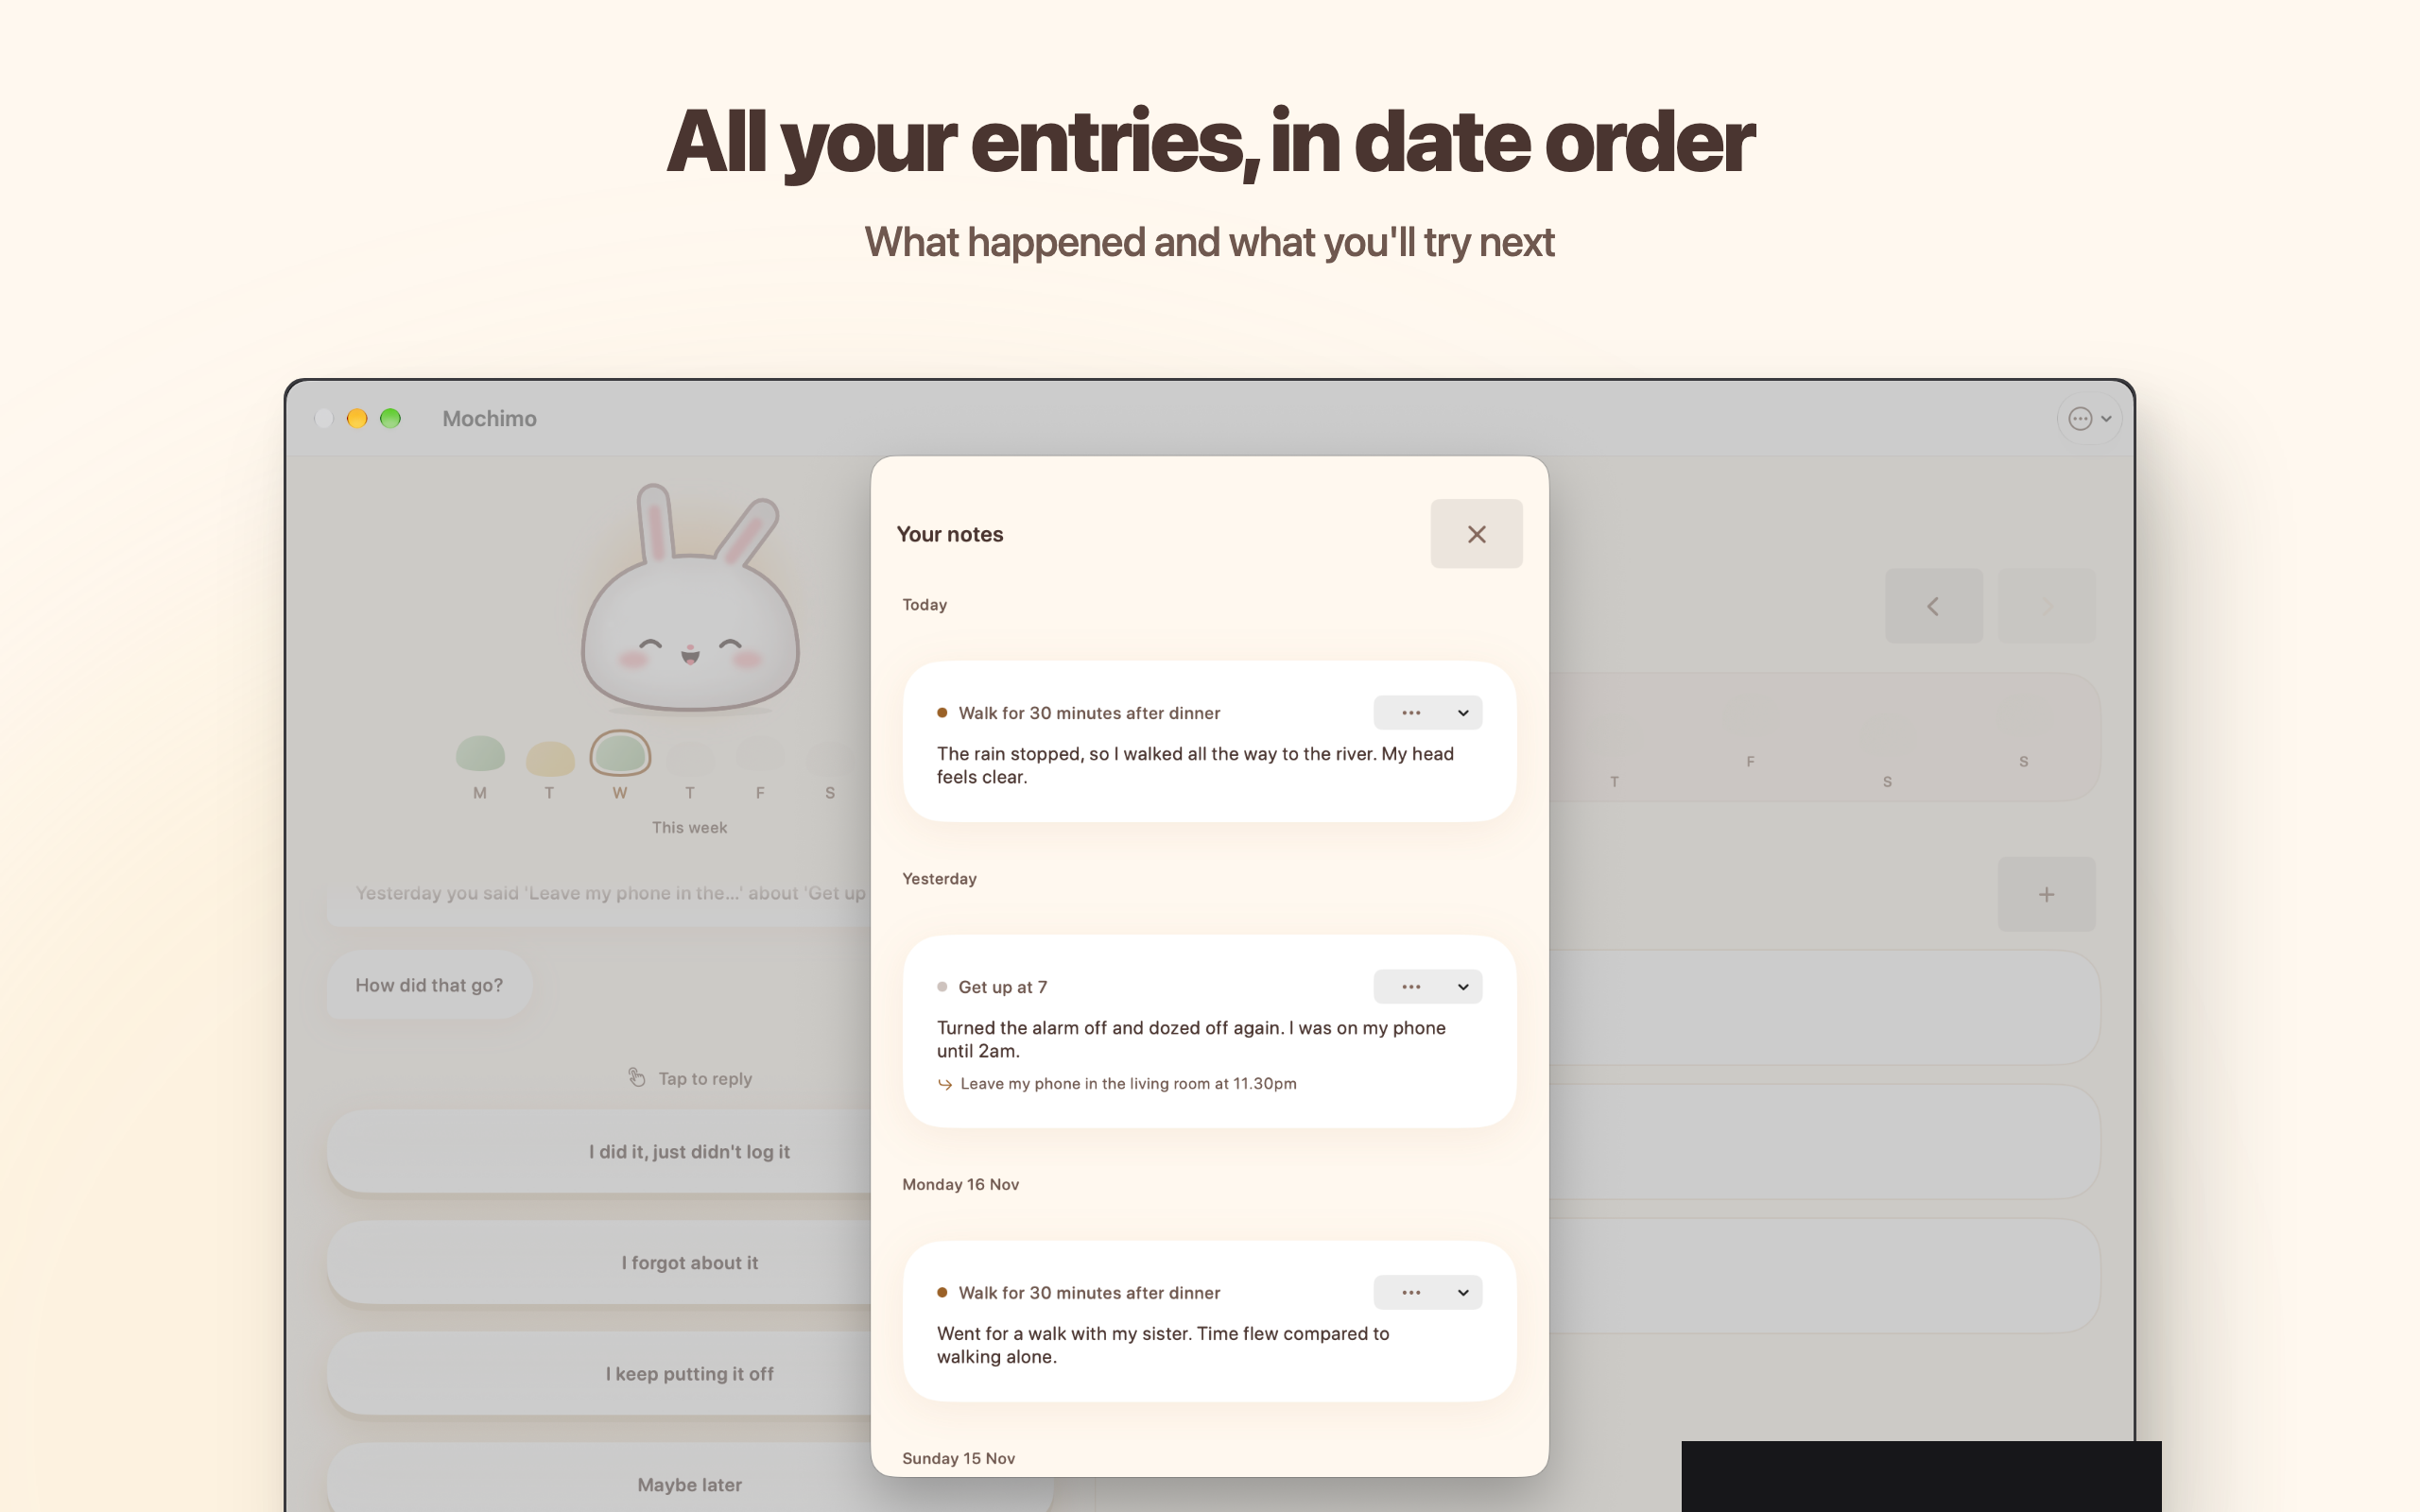 All your entries, in date order
What happened and what you'll try next
Mochimo
M T W T F S
This week
Yesterday you said 'Leave my phone in the...' about 'Get up
How did that go?
Tap to reply
I did it, just didn't log it
I forgot about it
I keep putting it off
Maybe later
Your notes
Today
Walk for 30 minutes after dinner
The rain stopped, so I walked all the way to the river. My head
feels clear.
Yesterday
Get up at 7
Turned the alarm off and dozed off again. I was on my phone
until 2am.
Leave my phone in the living room at 11.30pm
Monday 16 Nov
Walk for 30 minutes after dinner
Went for a walk with my sister. Time flew compared to
walking alone.
Sunday 15 Nov
T F S S